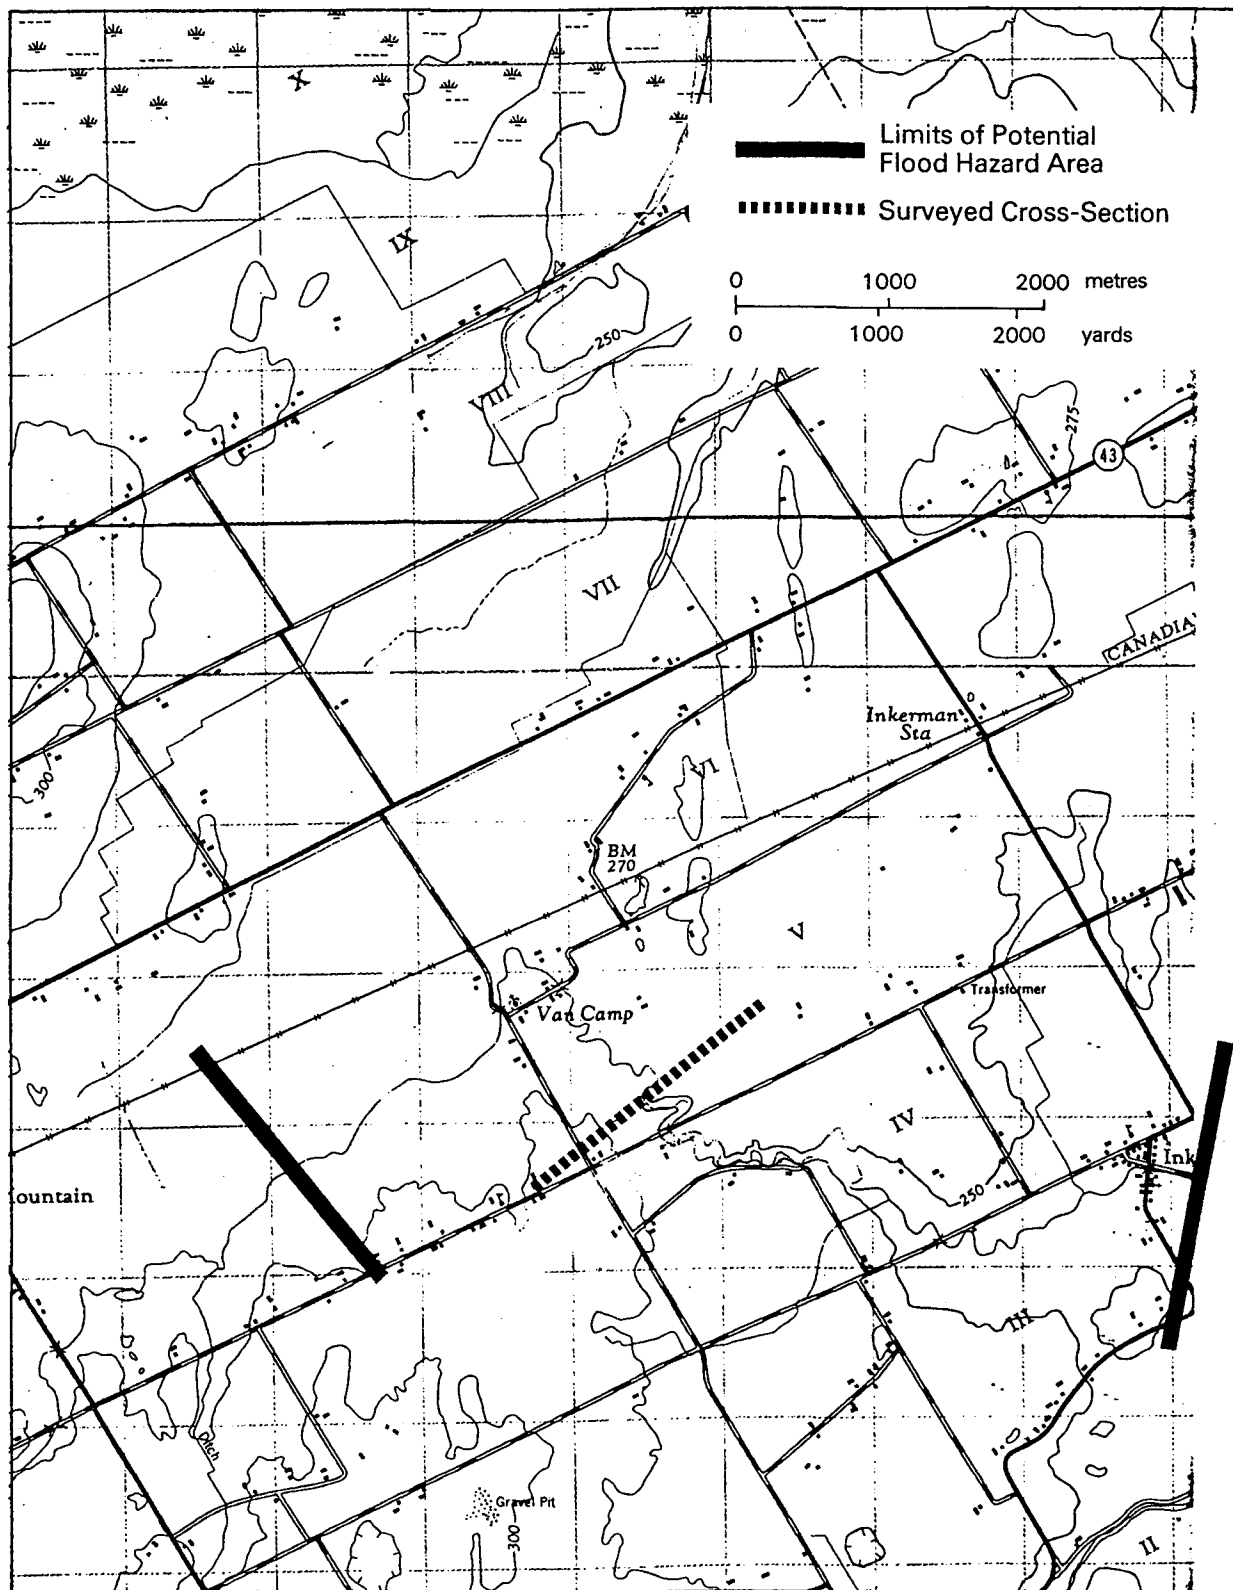 X
Limits of Potential
Flood Hazard Area
Surveyed Cross-Section
IX
0 1000 2000 metres
0 1000 2000 yards
250
VIII
275
43
VII
CANADIA
Inkerman
Sta
VI
300
BM
270
V
Transformer
Van Camp
IV
Ink
ountain
250
III
Ditch
Gravel Pit
300
II